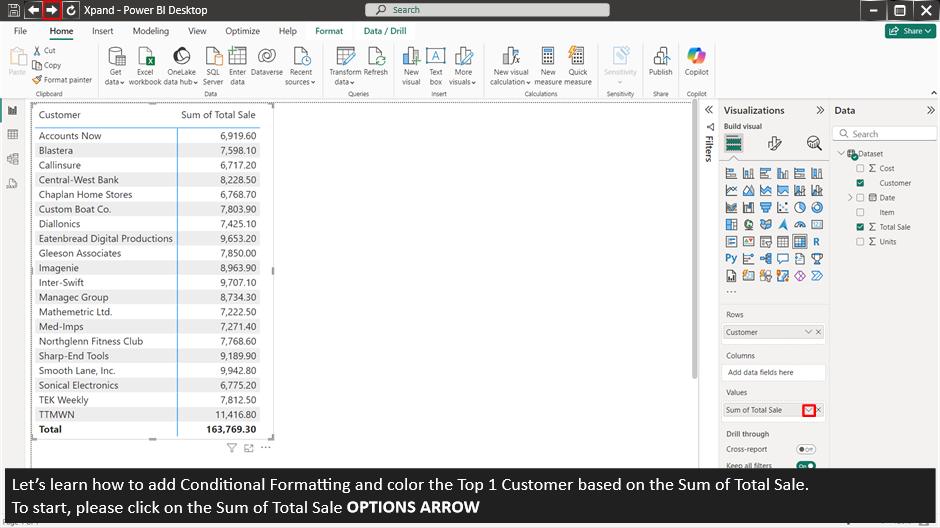 Xpand - Power BI Desktop
Search
File Home Insert Modeling View Optimize Help Format Data / Drill
Share
Paste
Cut
Copy
Format painter
Get data
Excel workbook
OneLake data hub
SQL Server
Enter data
Dataverse
Recent sources
Transform data
Refresh
New visual
Text box
More visuals
New visual calculation
New measure
Quick measure
Sensitivity
Publish
Copilot
Clipboard Data Queries Insert Calculations Sensitivity Share Copilot
Customer Sum of Total Sale
Accounts Now 6,919.60
Blastera 7,598.10
Callinsure 6,717.20
Central-West Bank 8,228.50
Chaplan Home Stores 6,768.70
Custom Boat Co. 7,803.90
Diallonics 7,425.10
Eatenbread Digital Productions 9,653.20
Gleeson Associates 7,850.00
Imagenie 8,963.90
Inter-Swift 9,707.10
Managec Group 8,734.30
Mathemetric Ltd. 7,222.50
Med-Imps 7,271.40
Northglenn Fitness Club 7,768.60
Sharp-End Tools 9,189.90
Smooth Lane, Inc. 9,942.80
Sonical Electronics 6,775.20
TEK Weekly 7,812.50
TTMWN 11,416.80
Total 163,769.30
Filters
Visualizations
Build visual
R
Py
Rows
Customer
Columns
Add data fields here
Values
Sum of Total Sale
Drill through
Cross-report
Off
Keep all filters
On
Data
Search
Dataset
Cost
Customer
Date
Item
Total Sale
Units
Let's learn how to add Conditional Formatting and color the Top 1 Customer based on the Sum of Total Sale.
To start, please click on the Sum of Total Sale OPTIONS ARROW